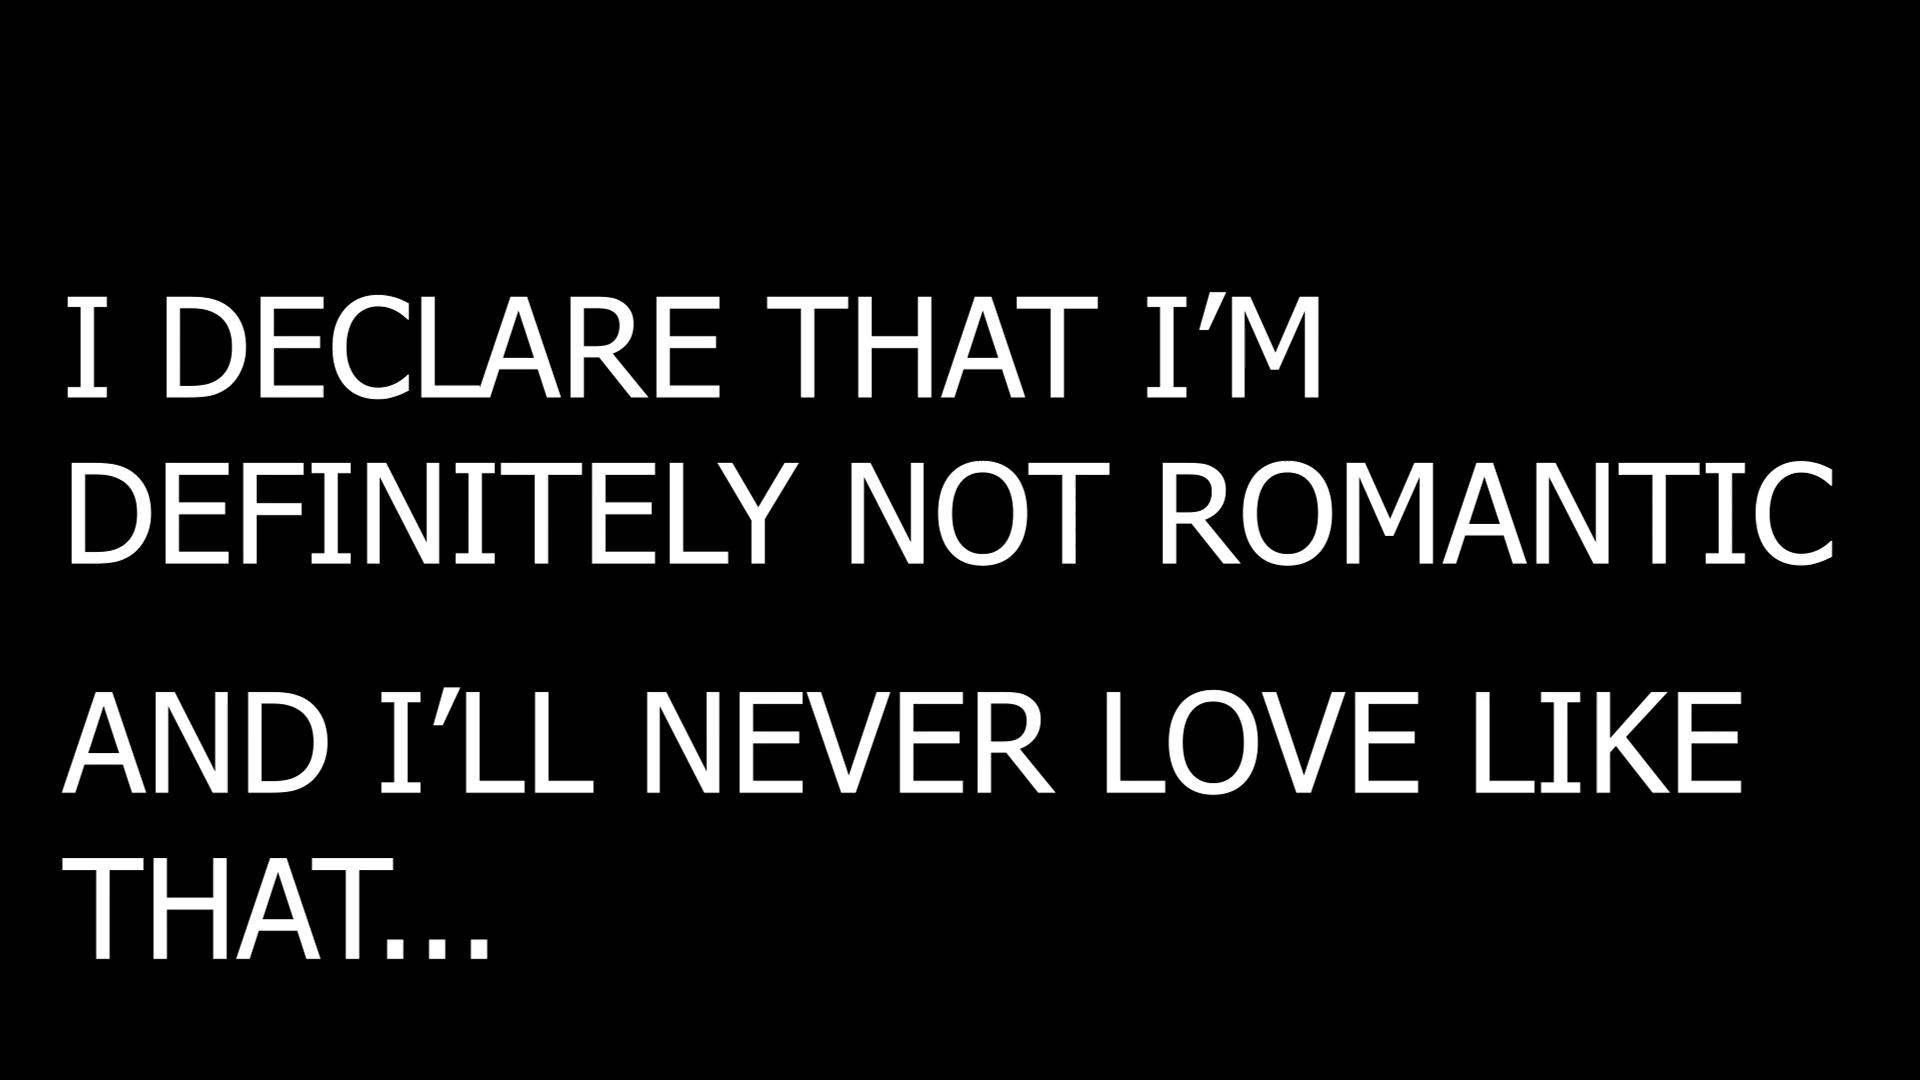 I DECLARE THAT I’M
DEFINITELY NOT ROMANTIC
AND I’LL NEVER LOVE LIKE
THAT...